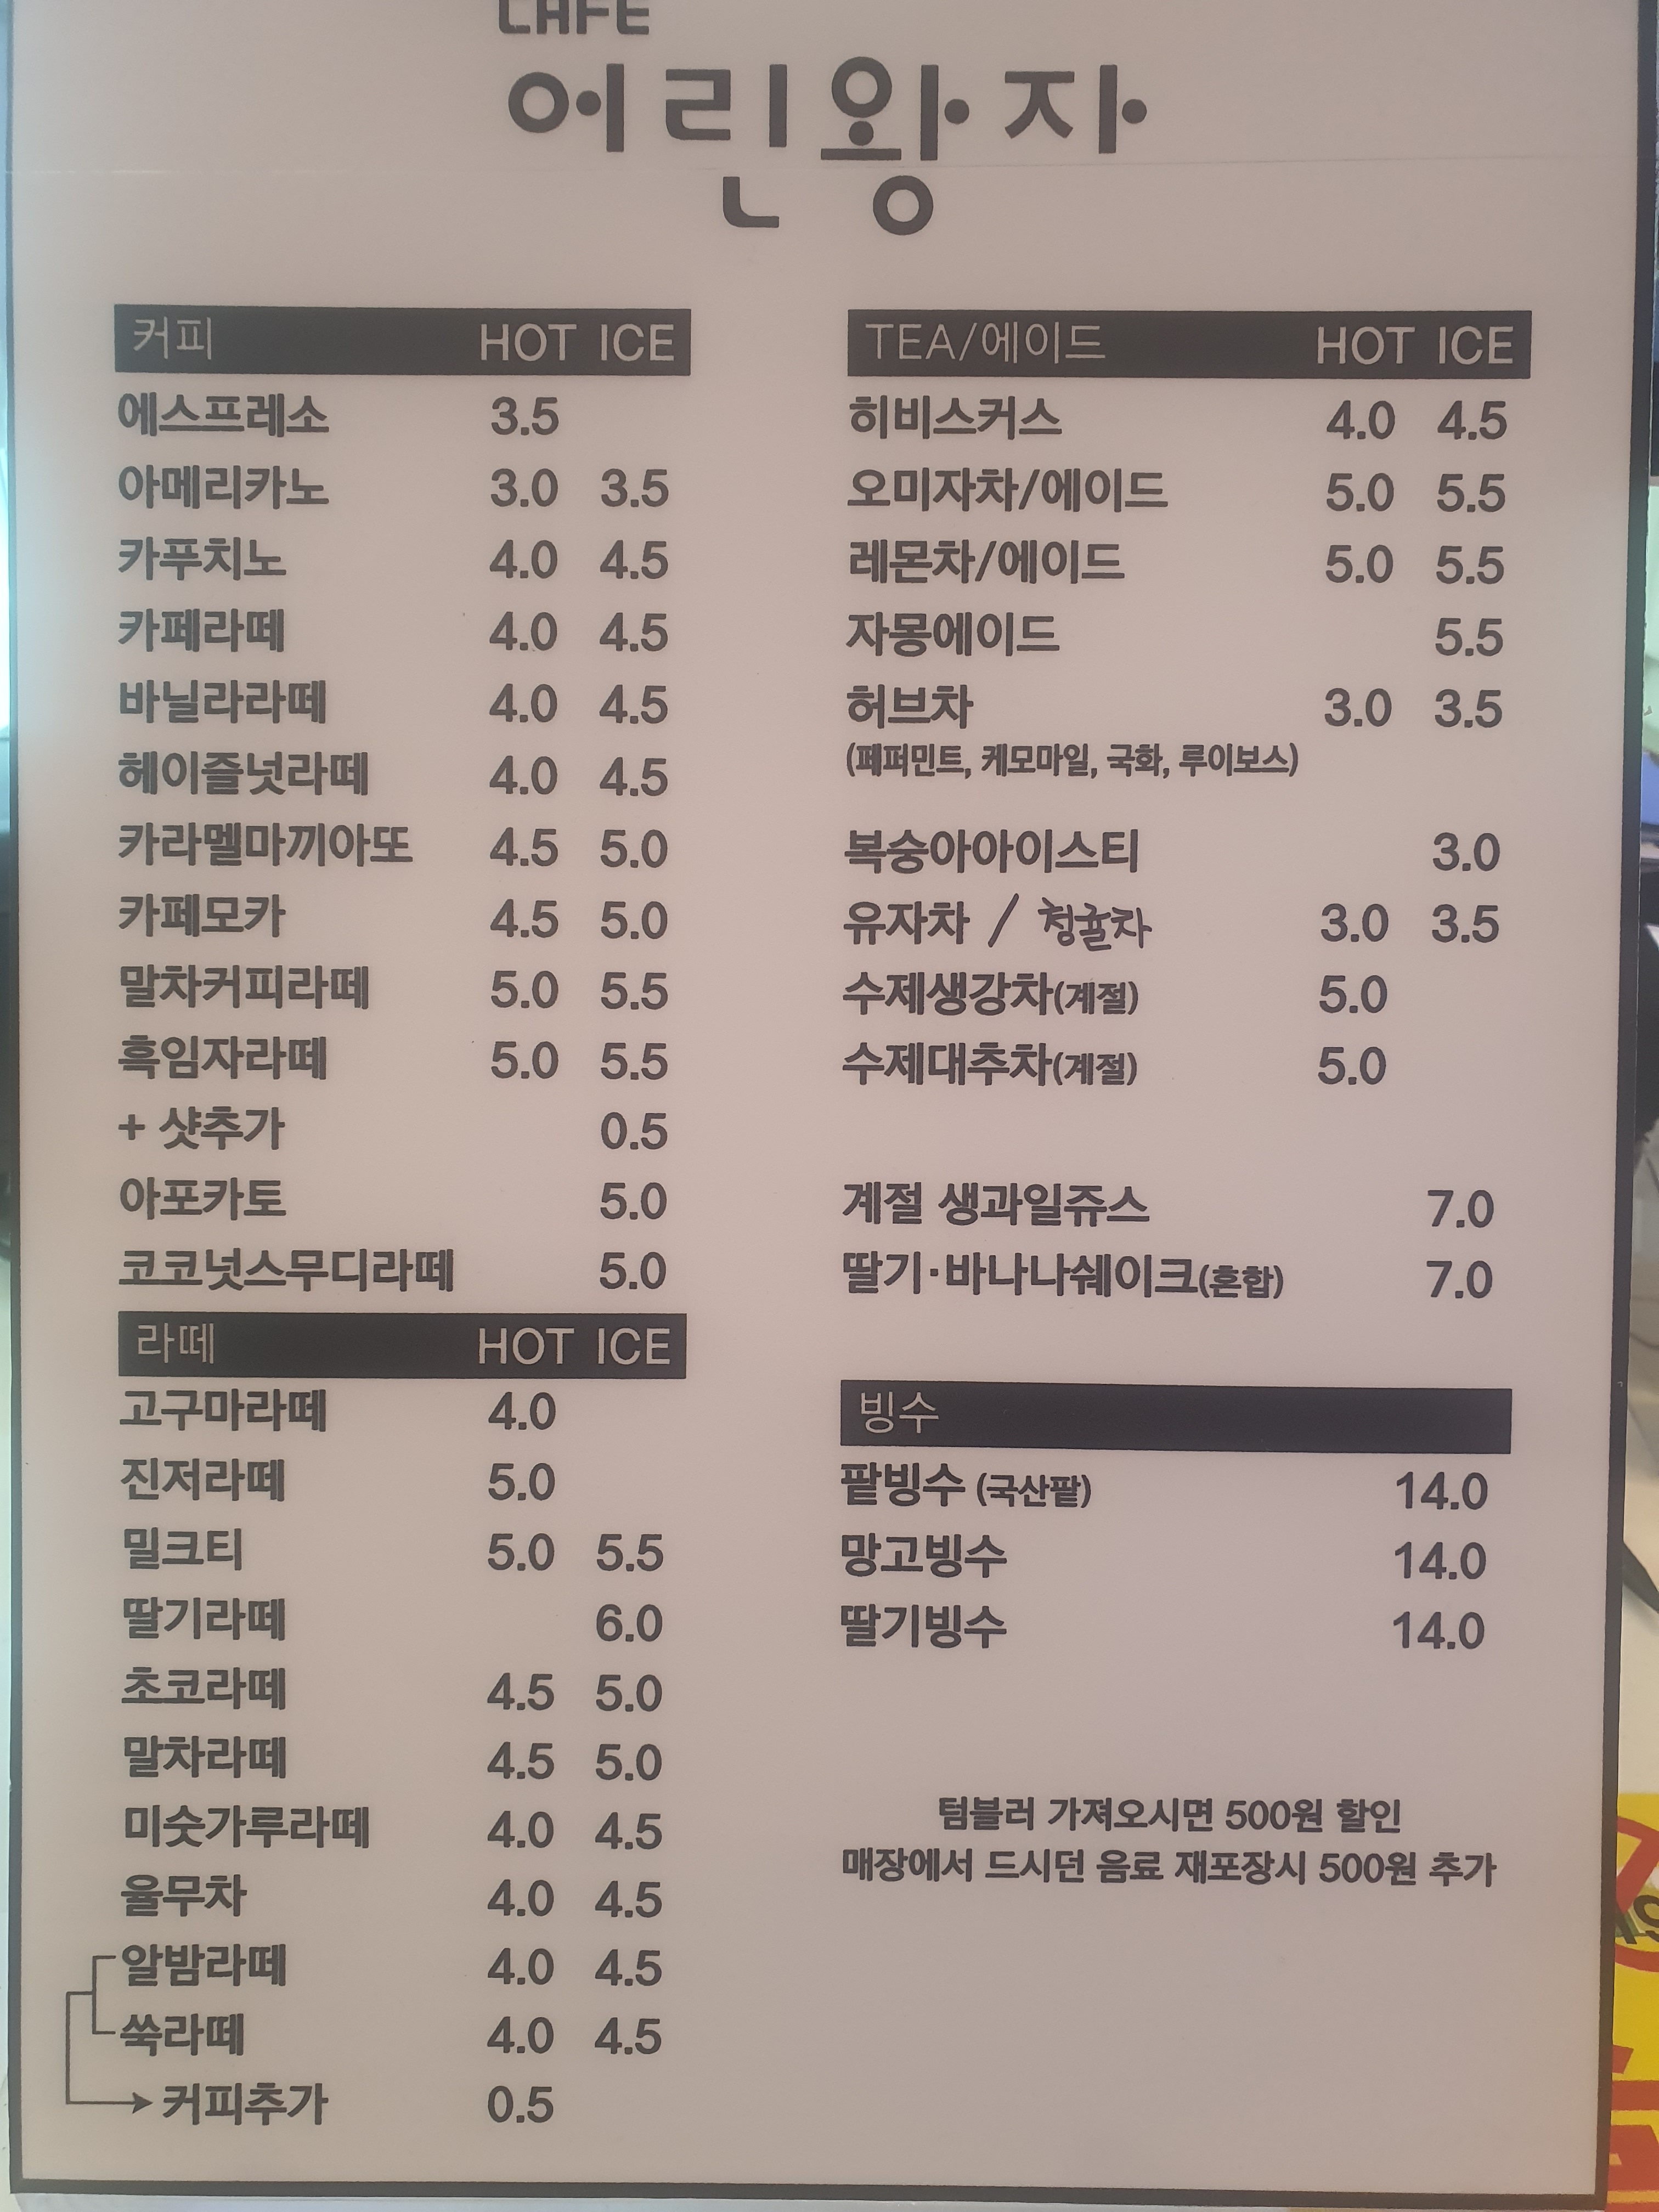 CAFE
어린왕자
커피 HOT ICE
에스프레소 3.5
아메리카노 3.0 3.5
카푸치노 4.0 4.5
카페라떼 4.0 4.5
바닐라라떼 4.0 4.5
헤이즐넛라떼 4.0 4.5
카라멜마끼아또 4.5 5.0
카페모카 4.5 5.0
말차커피라떼 5.0 5.5
흑임자라떼 5.0 5.5
+ 샷추가 0.5
아포카토 5.0
코코넛스무디라떼 5.0
라떼 HOT ICE
고구마라떼 4.0
진저라떼 5.0
밀크티 5.0 5.5
딸기라떼 6.0
초코라떼 4.5 5.0
말차라떼 4.5 5.0
미숫가루라떼 4.0 4.5
율무차 4.0 4.5
알밤라떼 4.0 4.5
쑥라떼 4.0 4.5
커피추가 0.5
TEA/에이드 HOT ICE
히비스커스 4.0 4.5
오미자차/에이드 5.0 5.5
레몬차/에이드 5.0 5.5
자몽에이드 5.5
허브차 3.0 3.5
(페퍼민트, 케모마일, 국화, 루이보스)
복숭아아이스티 3.0
유자차 / 청귤차 3.0 3.5
수제생강차(계절) 5.0
수제대추차(계절) 5.0
계절 생과일쥬스 7.0
딸기·바나나쉐이크(혼합) 7.0
빙수
팥빙수 (국산팥) 14.0
망고빙수 14.0
딸기빙수 14.0
텀블러 가져오시면 500원 할인
매장에서 드시던 음료 재포장시 500원 추가